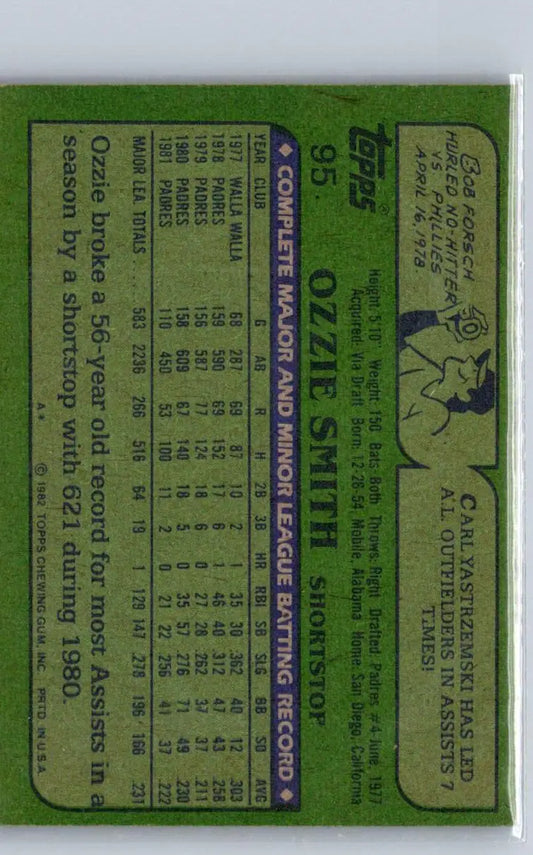 BOB FORSCH
HURLED NO-HITTER
VS. PHILLIES
APRIL 16, 1978
CARL YASTRZEMSKI HAS LED
A.L. OUTFIELDERS IN ASSISTS 7
TIMES!
TOPPS®
Height 5'10" Weight: 150 Bats: Both Throws: Right Drafted: Padres #4-June, 1977
Acquired: Via Draft Born: 12-26-54 Mobile, Alabama Home: San Diego, California
95. OZZIE SMITH SHORTSTOP
◆ COMPLETE MAJOR AND MINOR LEAGUE BATTING RECORD ◆
YEAR CLUB G AB R H 2B 3B HR RBI SB SLG BB SO AVG
1977 WALLA WALLA 68 287 69 87 10 2 1 35 30 .362 40 12 .303
1978 PADRES 159 590 69 152 17 6 1 46 40 .312 47 43 .258
1979 PADRES 156 587 77 124 18 6 0 27 28 .262 37 37 .211
1980 PADRES 158 609 67 140 18 5 0 35 57 .276 71 49 .230
1981 PADRES 110 450 53 100 11 2 0 21 22 .256 41 37 .222
MAJOR LEA. TOTALS . . . . 583 2236 266 516 64 19 1 129 147 .278 196 166 .231
Ozzie broke a 56-year old record for most Assists in a
season by a shortstop with 621 during 1980.
A* © 1982 TOPPS CHEWING GUM, INC. PRTD. IN U.S.A.